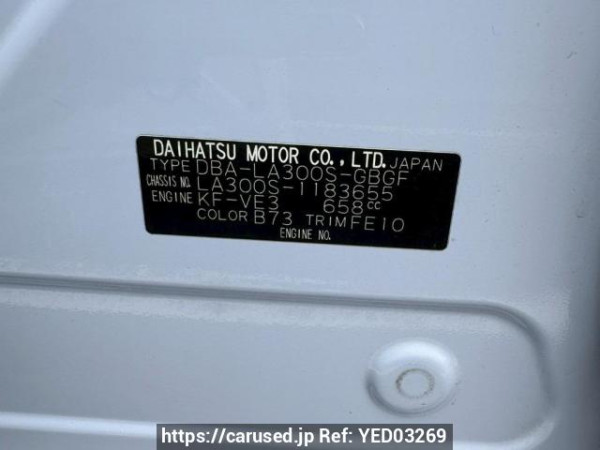 DAIHATSU MOTOR CO., LTD. JAPAN
TYPE DBA-LA300S-GBGF
CHASSIS NO. LA300S-1183655
ENGINE KF-VE3 658cc
COLOR B73 TRIM FE10
ENGINE NO.
https://carused.jp Ref: YED03269